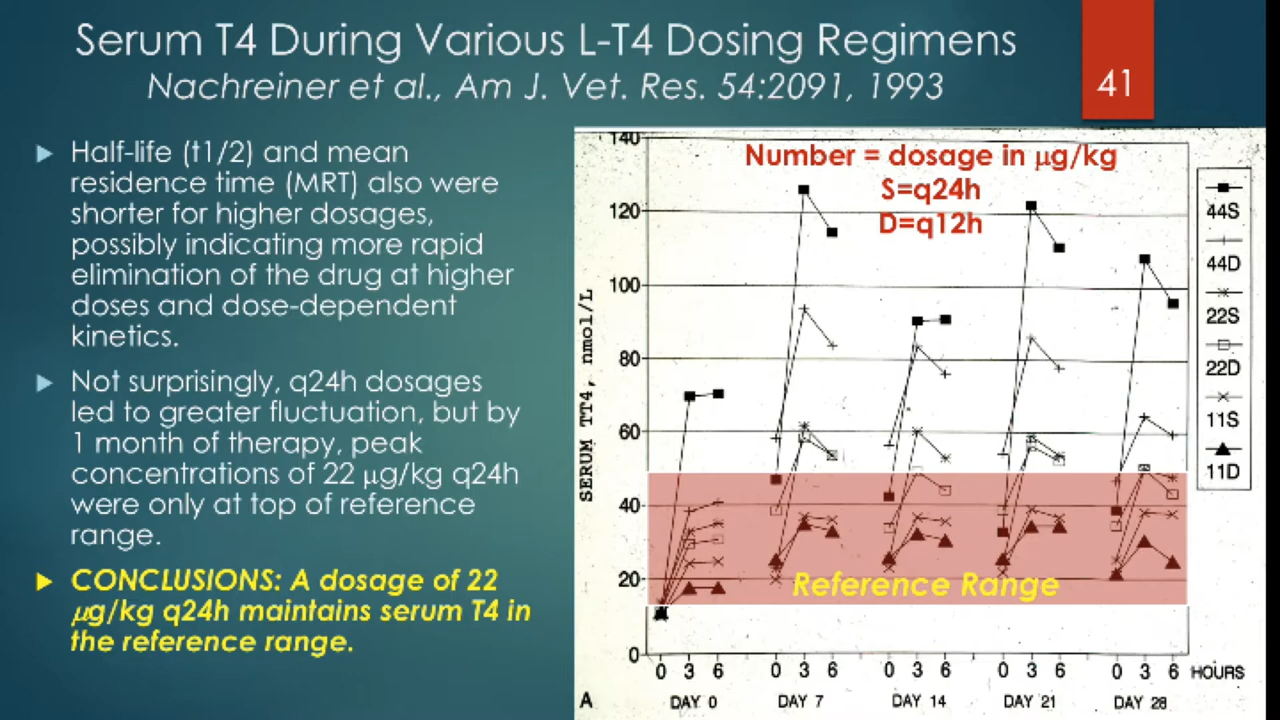 Serum T4 During Various L-T4 Dosing Regimens
Nachreiner et al., Am J. Vet. Res. 54:2091, 1993
41
Half-life (t1/2) and mean
residence time (MRT) also were
shorter for higher dosages,
possibly indicating more rapid
elimination of the drug at higher
doses and dose-dependent
kinetics.
Not surprisingly, q24h dosages
led to greater fluctuation, but by
1 month of therapy, peak
concentrations of 22 μg/kg q24h
were only at top of reference
range.
CONCLUSIONS: A dosage of 22
μg/kg q24h maintains serum T4 in
the reference range.
Number = dosage in μg/kg
S=q24h
D=q12h
SERUM TT4, nmol/L
140
120
100
80
60
40
20
0
Reference Range
0 3 6 0 3 6 0 3 6 0 3 6 0 3 6 HOURS
A DAY 0 DAY 7 DAY 14 DAY 21 DAY 28
44S
44D
22S
22D
11S
11D